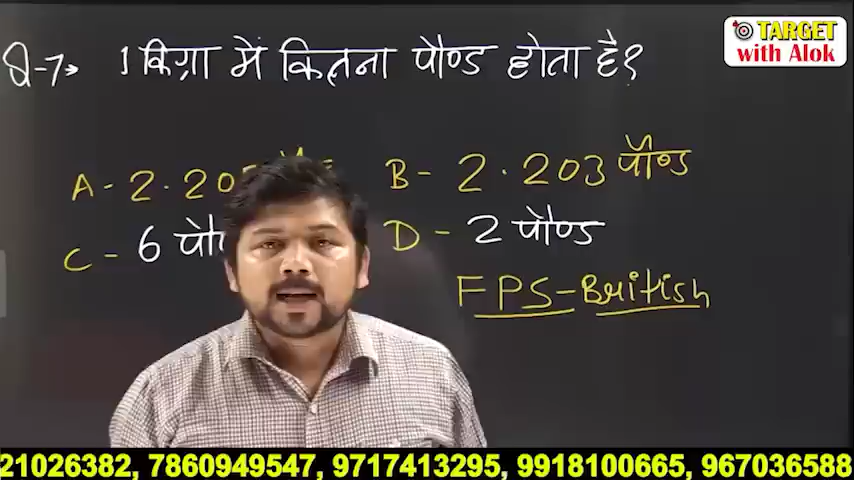 TARGET
with Alok
Q-7→ 1 किग्रा में कितना पौण्ड होता है?
A - 2.20
B - 2.203 पौण्ड
C - 6
D - 2 पौण्ड
FPS-British
21026382, 7860949547, 9717413295, 9918100665, 967036588